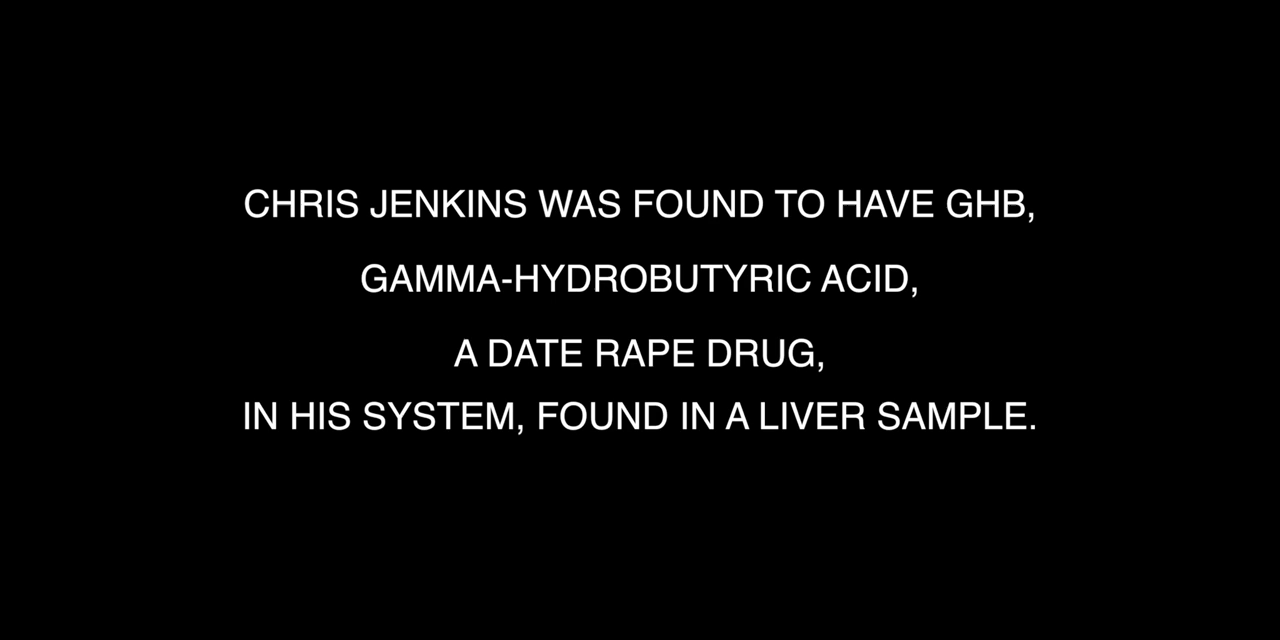 CHRIS JENKINS WAS FOUND TO HAVE GHB,
GAMMA-HYDROBUTYRIC ACID,
A DATE RAPE DRUG,
IN HIS SYSTEM, FOUND IN A LIVER SAMPLE.